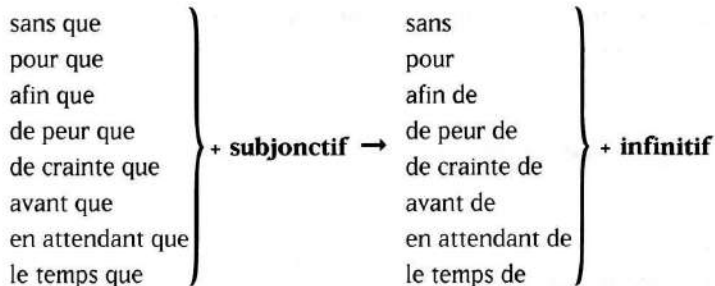 sans que
pour que
afin que
de peur que
de crainte que
avant que
en attendant que
le temps que
+ subjonctif →
sans
pour
afin de
de peur de
de crainte de
avant de
en attendant de
le temps de
+ infinitif